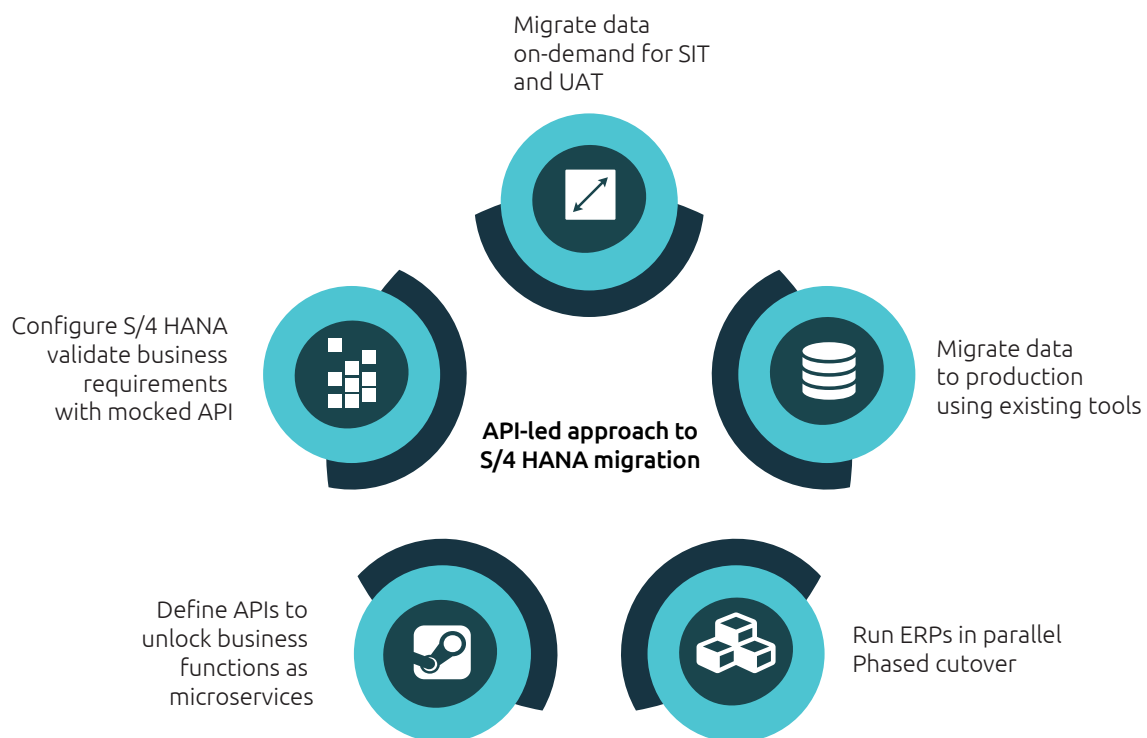 Migrate data
on-demand for SIT
and UAT
Configure S/4 HANA
validate business
requirements
with mocked API
Migrate data
to production
using existing tools
API-led approach to
S/4 HANA migration
Define APIs to
unlock business
functions as
microservices
Run ERPs in parallel
Phased cutover